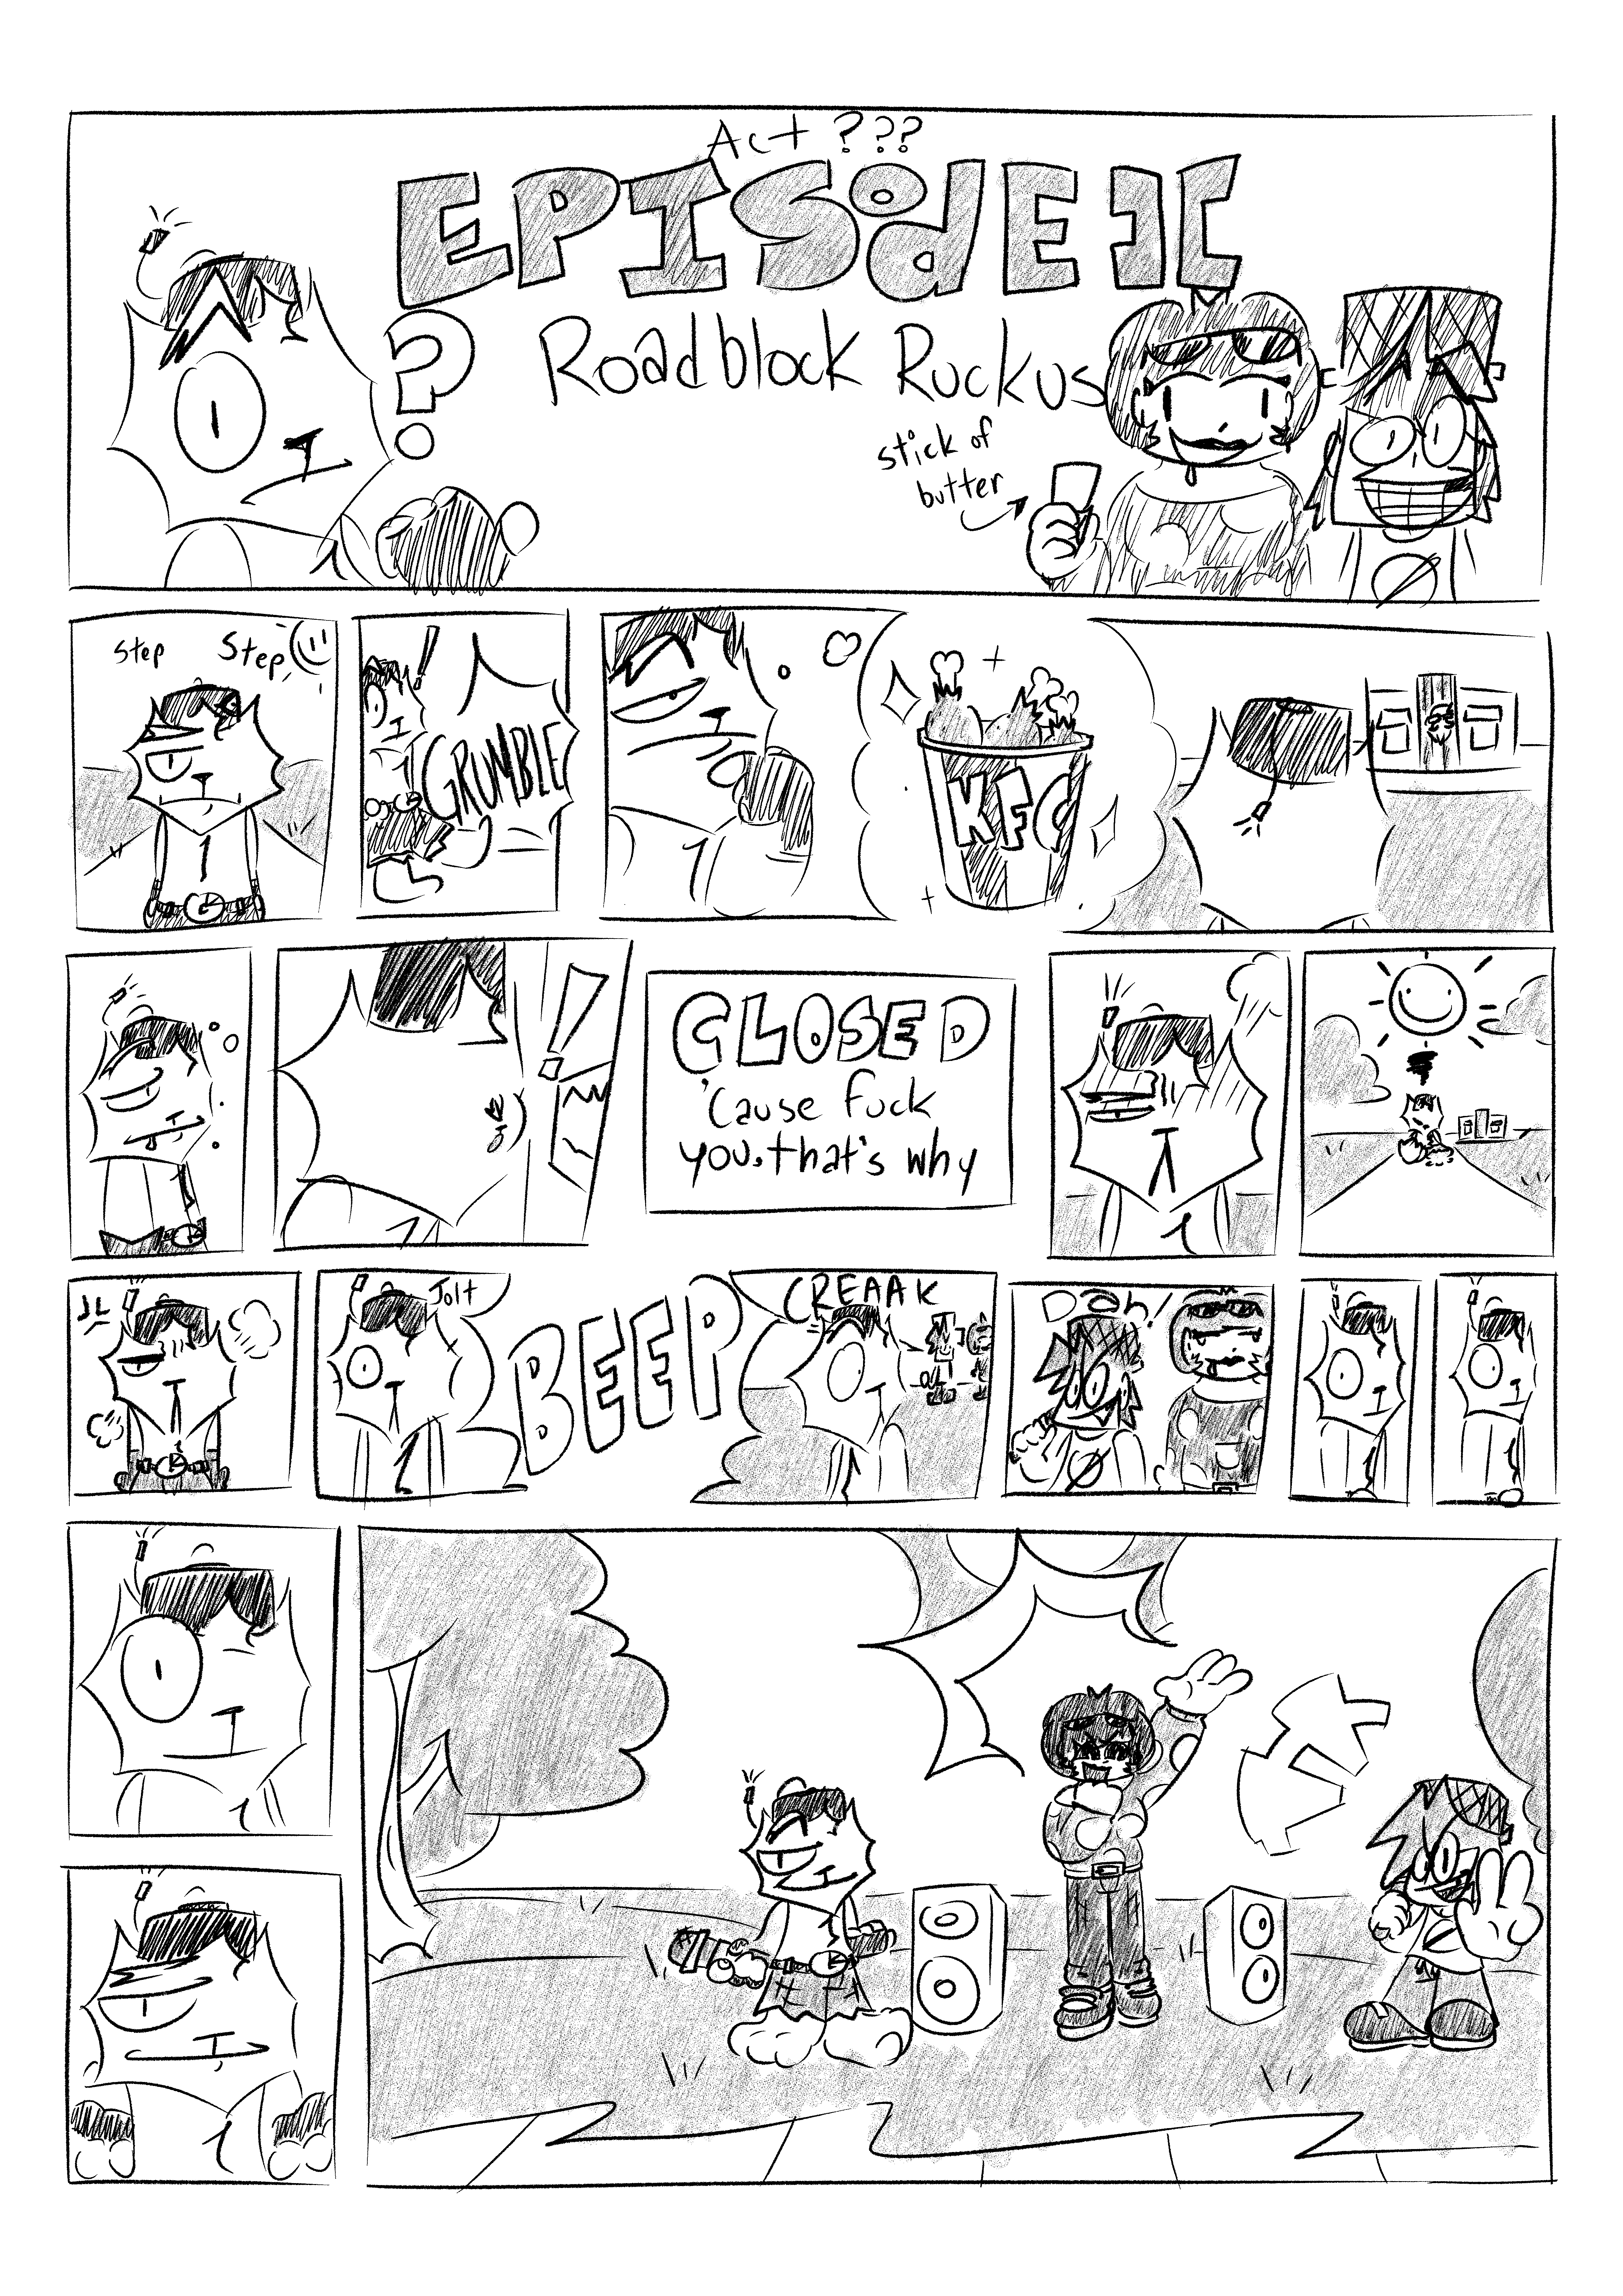 Act ???
EPISODE II
Roadblock Ruckus
stick of
butter
Step
Step
!
GRUMBLE
KFC
!
CLOSED
'Cause fuck
you, that's why
Jolt
BEEP
CREAAK
Dah!